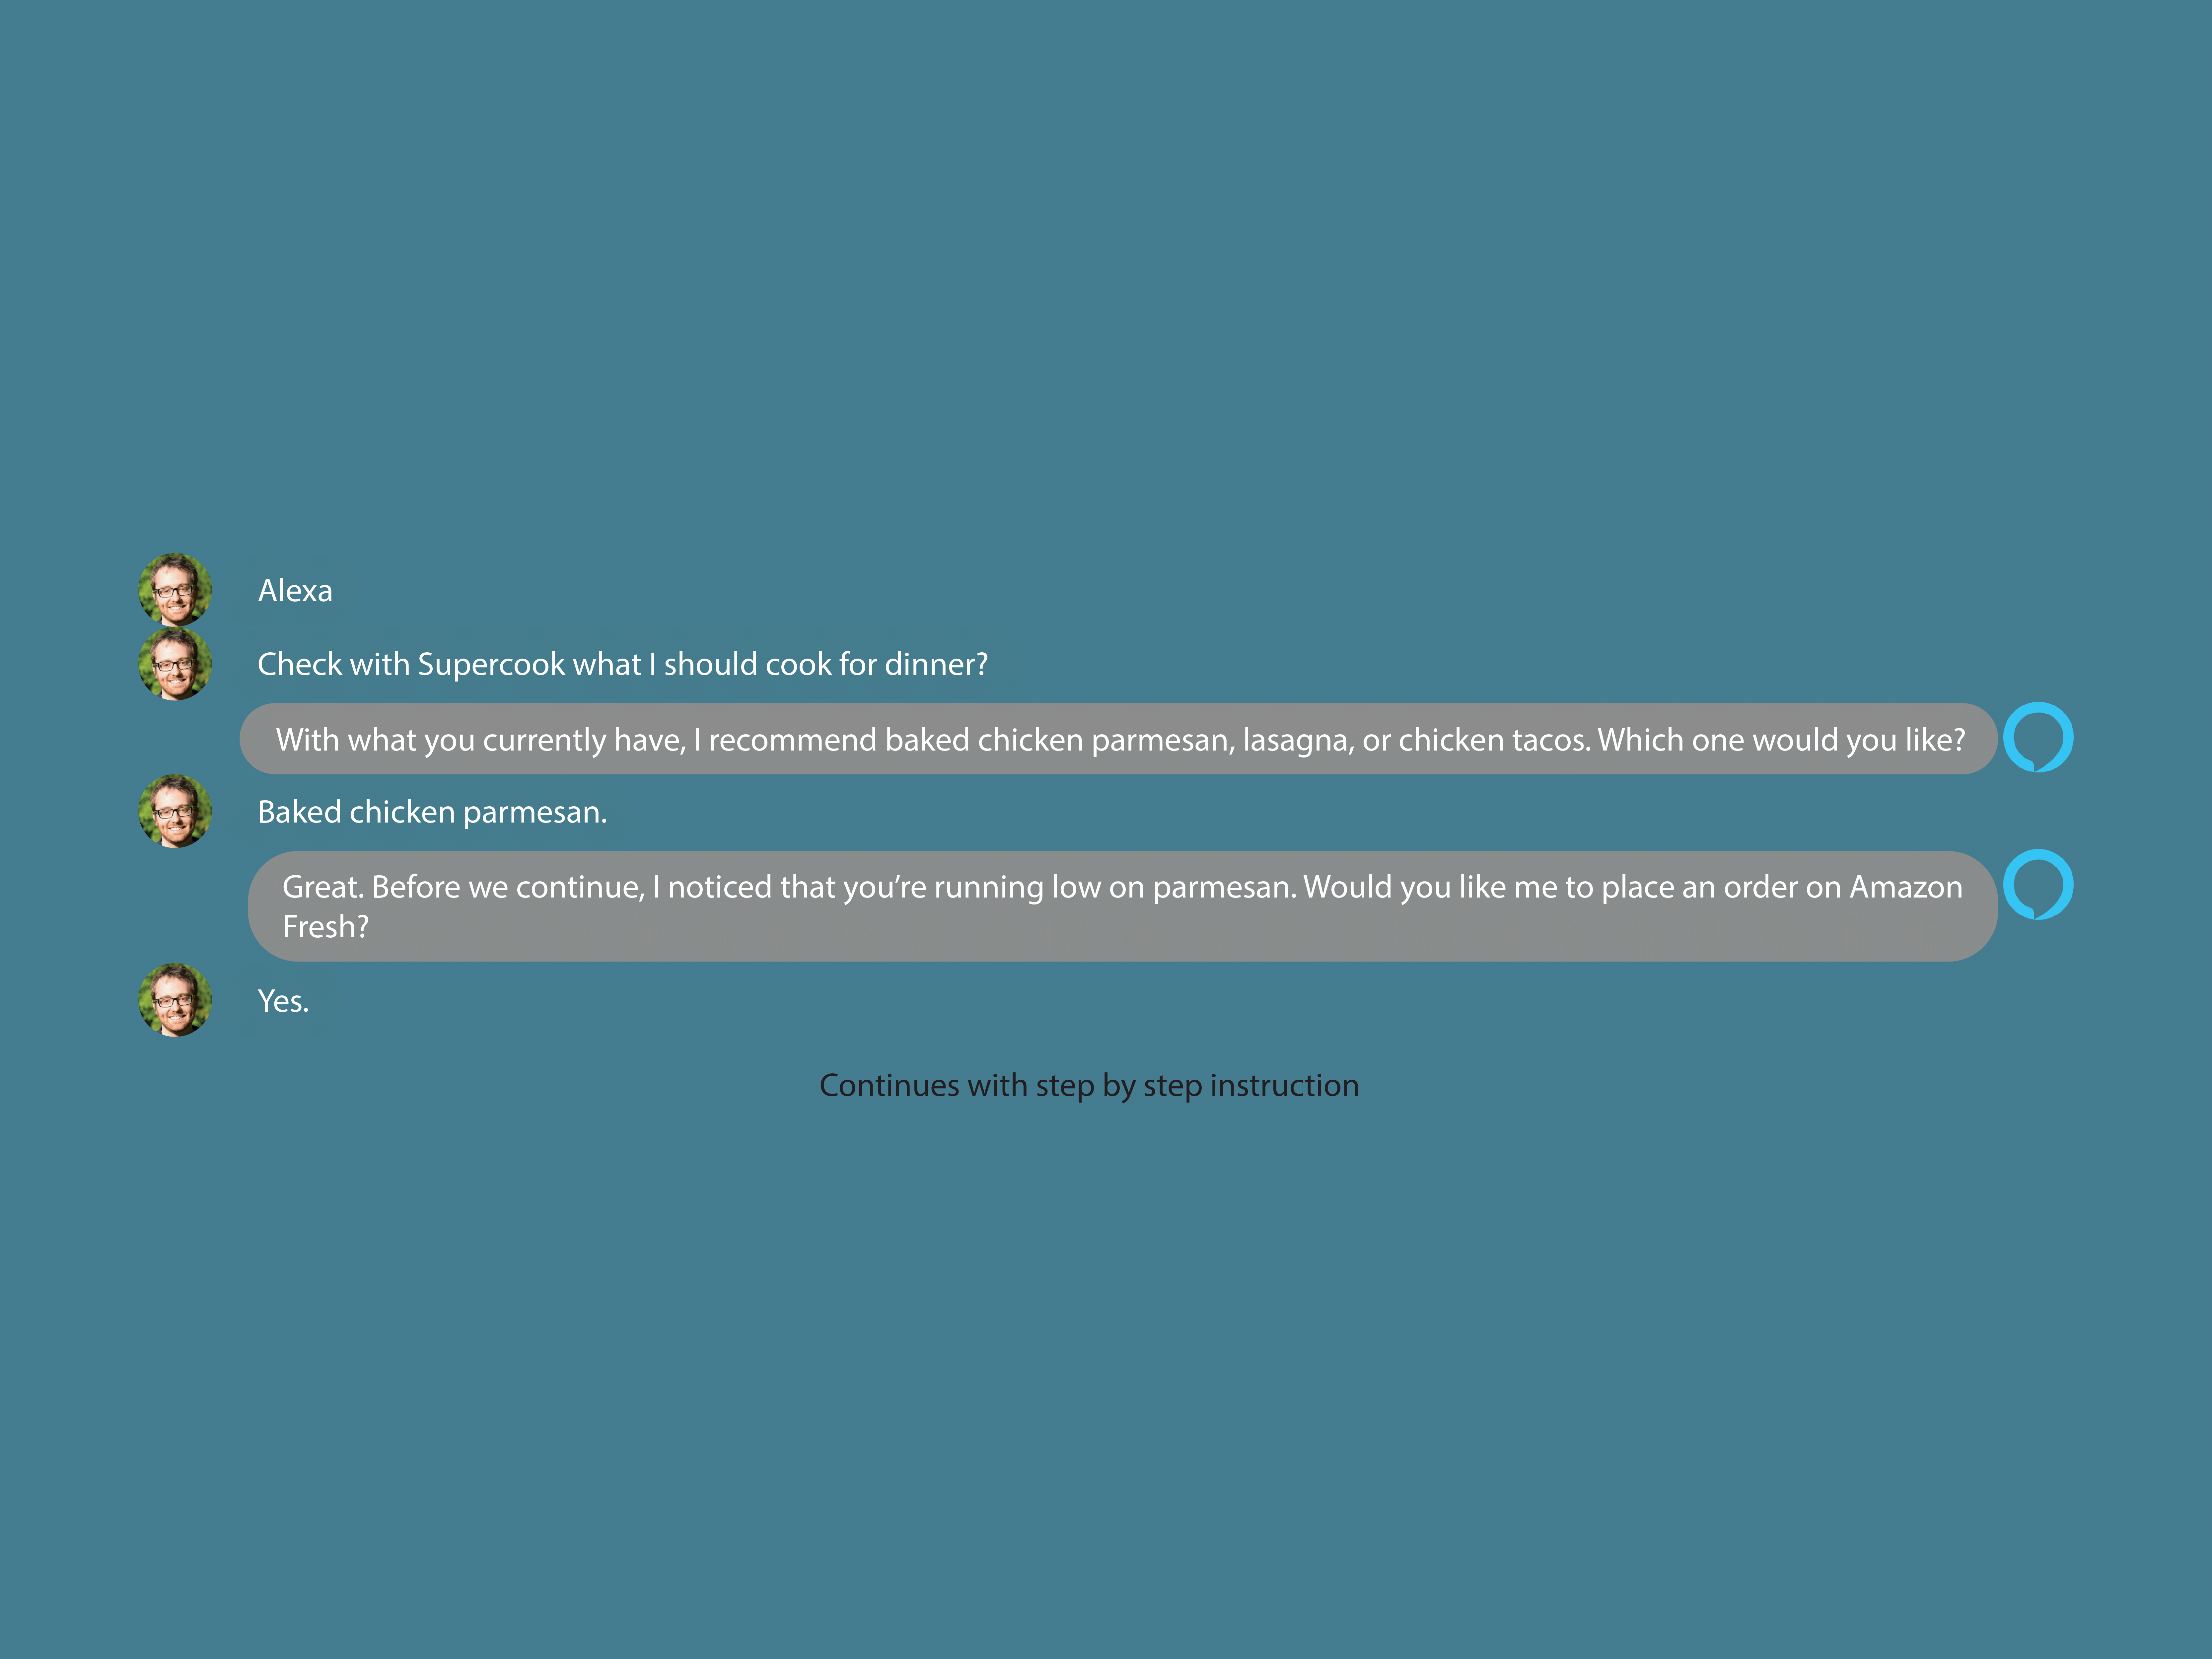 Alexa
Check with Supercook what I should cook for dinner?
With what you currently have, I recommend baked chicken parmesan, lasagna, or chicken tacos. Which one would you like?
Baked chicken parmesan.
Great. Before we continue, I noticed that you’re running low on parmesan. Would you like me to place an order on Amazon
Fresh?
Yes.
Continues with step by step instruction